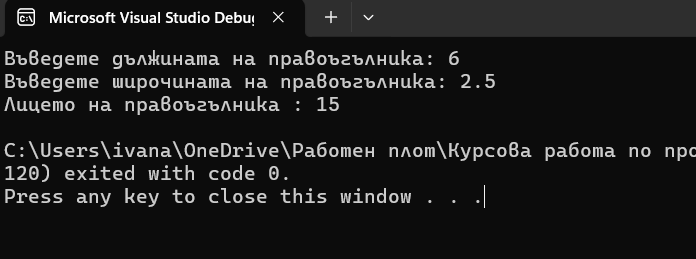 Microsoft Visual Studio Debug
Въведете дължината на правоъгълника: 6
Въведете широчината на правоъгълника: 2.5
Лицето на правоъгълника : 15
C:\Users\ivana\OneDrive\Работен плот\Курсова работа по про
120) exited with code 0.
Press any key to close this window . . .